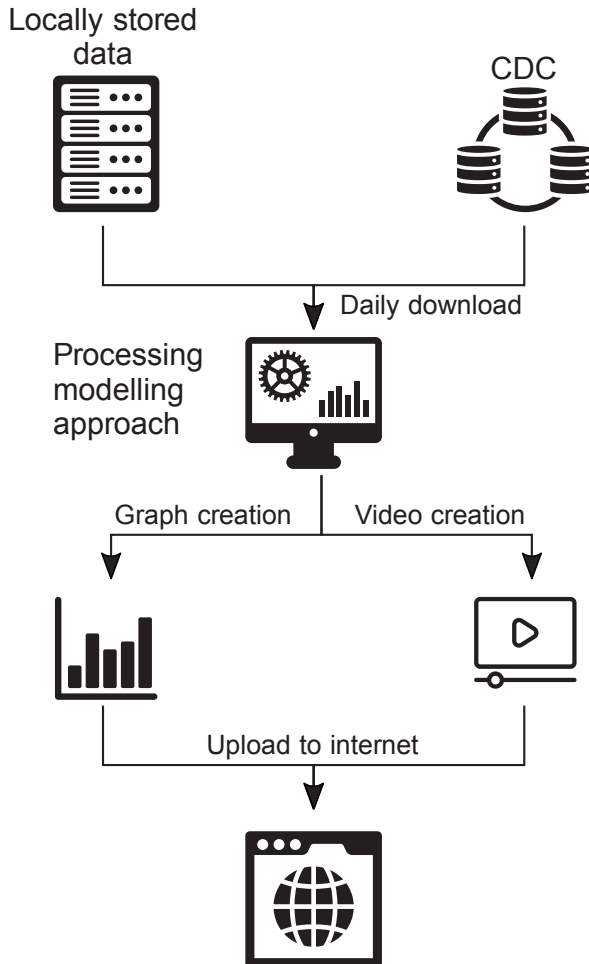 Locally stored
data
CDC
Daily download
Processing
modelling
approach
Graph creation
Video creation
Upload to internet